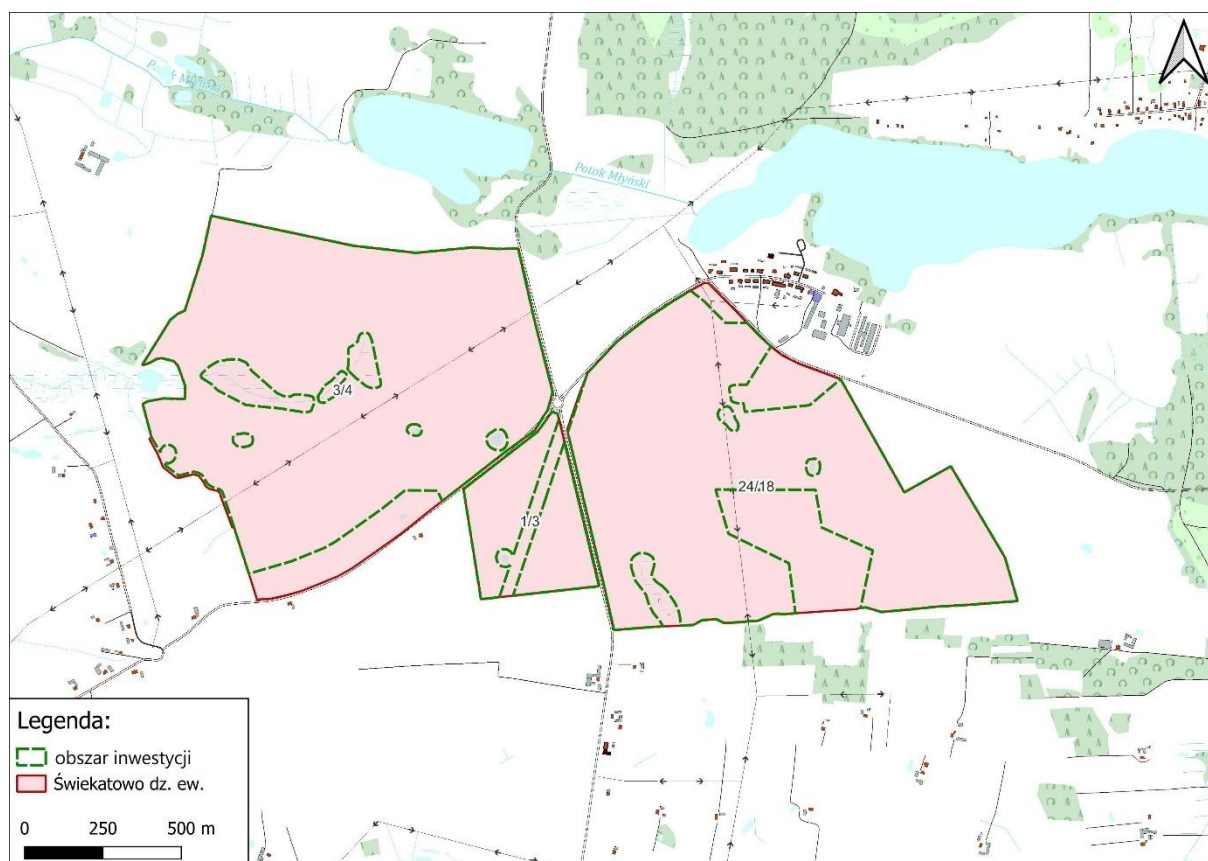 Potok Młyński
Potok Młyński
3/4
24/18
1/3
Legenda:
obszar inwestycji
Świekatowo dz. ew.
0 250 500 m